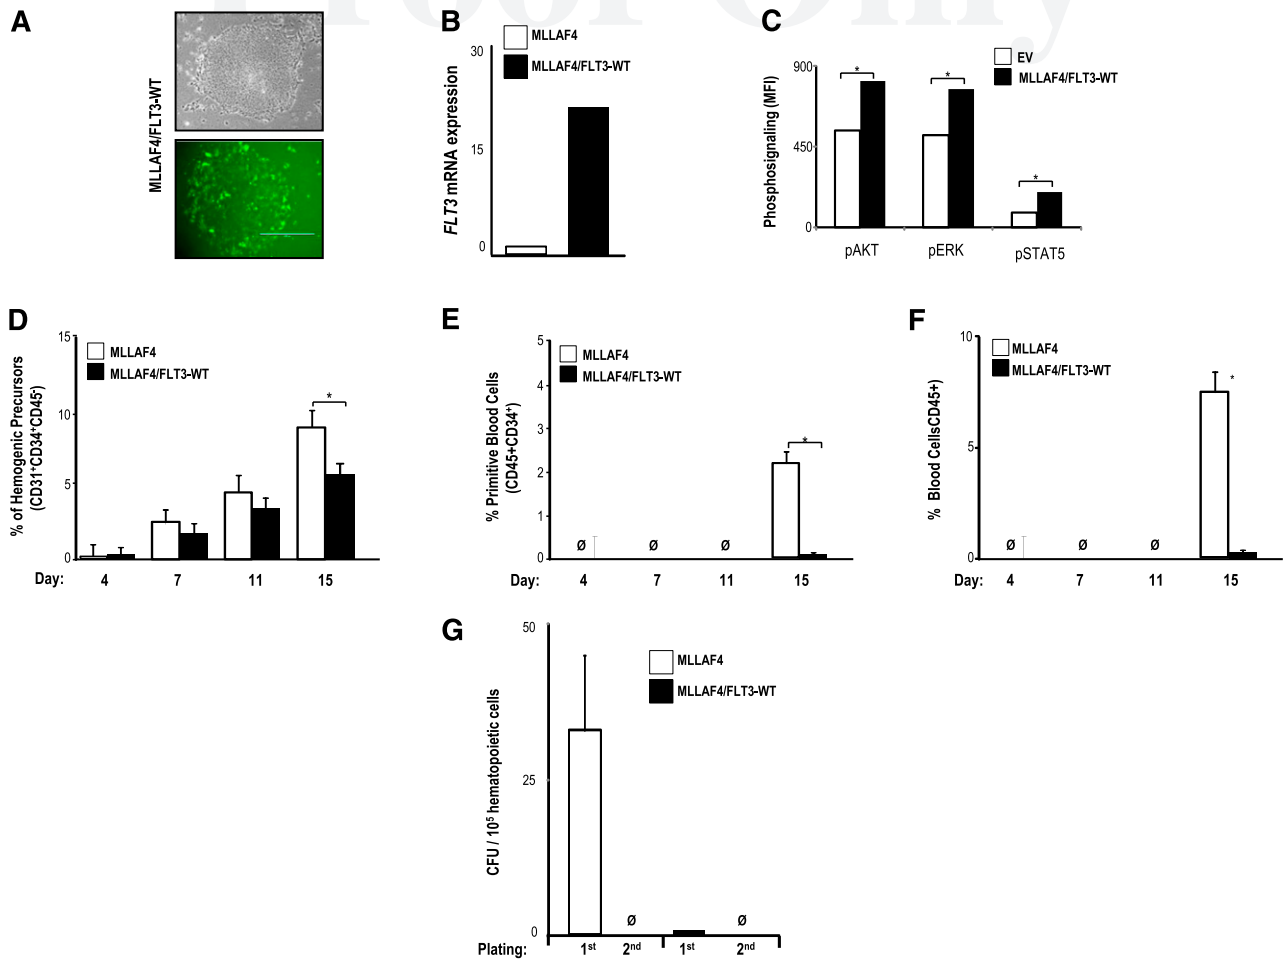 Proof Only
A
MLLAF4/FLT3-WT
B
MLLAF4
MLLAF4/FLT3-WT
FLT3 mRNA expression
30
15
0
C
EV
MLLAF4/FLT3-WT
Phosphosignaling (MFI)
900
450
0
*
*
*
pAKT
pERK
pSTAT5
D
MLLAF4
MLLAF4/FLT3-WT
% of Hemogenic Precursors
(CD31⁺CD34⁺CD45⁻)
15
10
5
0
*
Day:
4
7
11
15
E
MLLAF4
MLLAF4/FLT3-WT
% Primitive Blood Cells
(CD45+CD34⁺)
5
4
3
2
1
0
Ø
Ø
Ø
*
Day:
4
7
11
15
F
MLLAF4
MLLAF4/FLT3-WT
% Blood CellsCD45+)
10
5
0
Ø
Ø
Ø
*
Day:
4
7
11
15
G
MLLAF4
MLLAF4/FLT3-WT
CFU / 10⁵ hematopoietic cells
50
25
0
Ø
Ø
Plating:
1ˢᵗ
2ⁿᵈ
1ˢᵗ
2ⁿᵈ